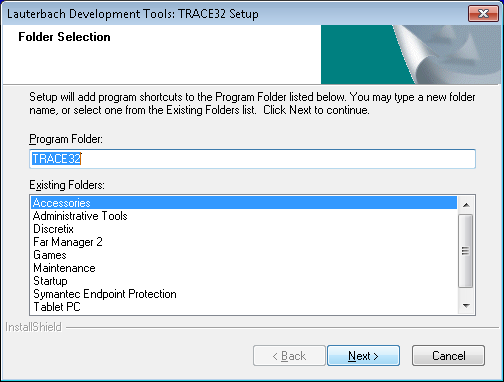 Lauterbach Development Tools: TRACE32 Setup
Folder Selection
Setup will add program shortcuts to the Program Folder listed below. You may type a new folder
name, or select one from the Existing Folders list. Click Next to continue.
Program Folder:
TRACE32
Existing Folders:
Accessories
Administrative Tools
Discretix
Far Manager 2
Games
Maintenance
Startup
Symantec Endpoint Protection
Tablet PC
InstallShield
< Back
Next >
Cancel